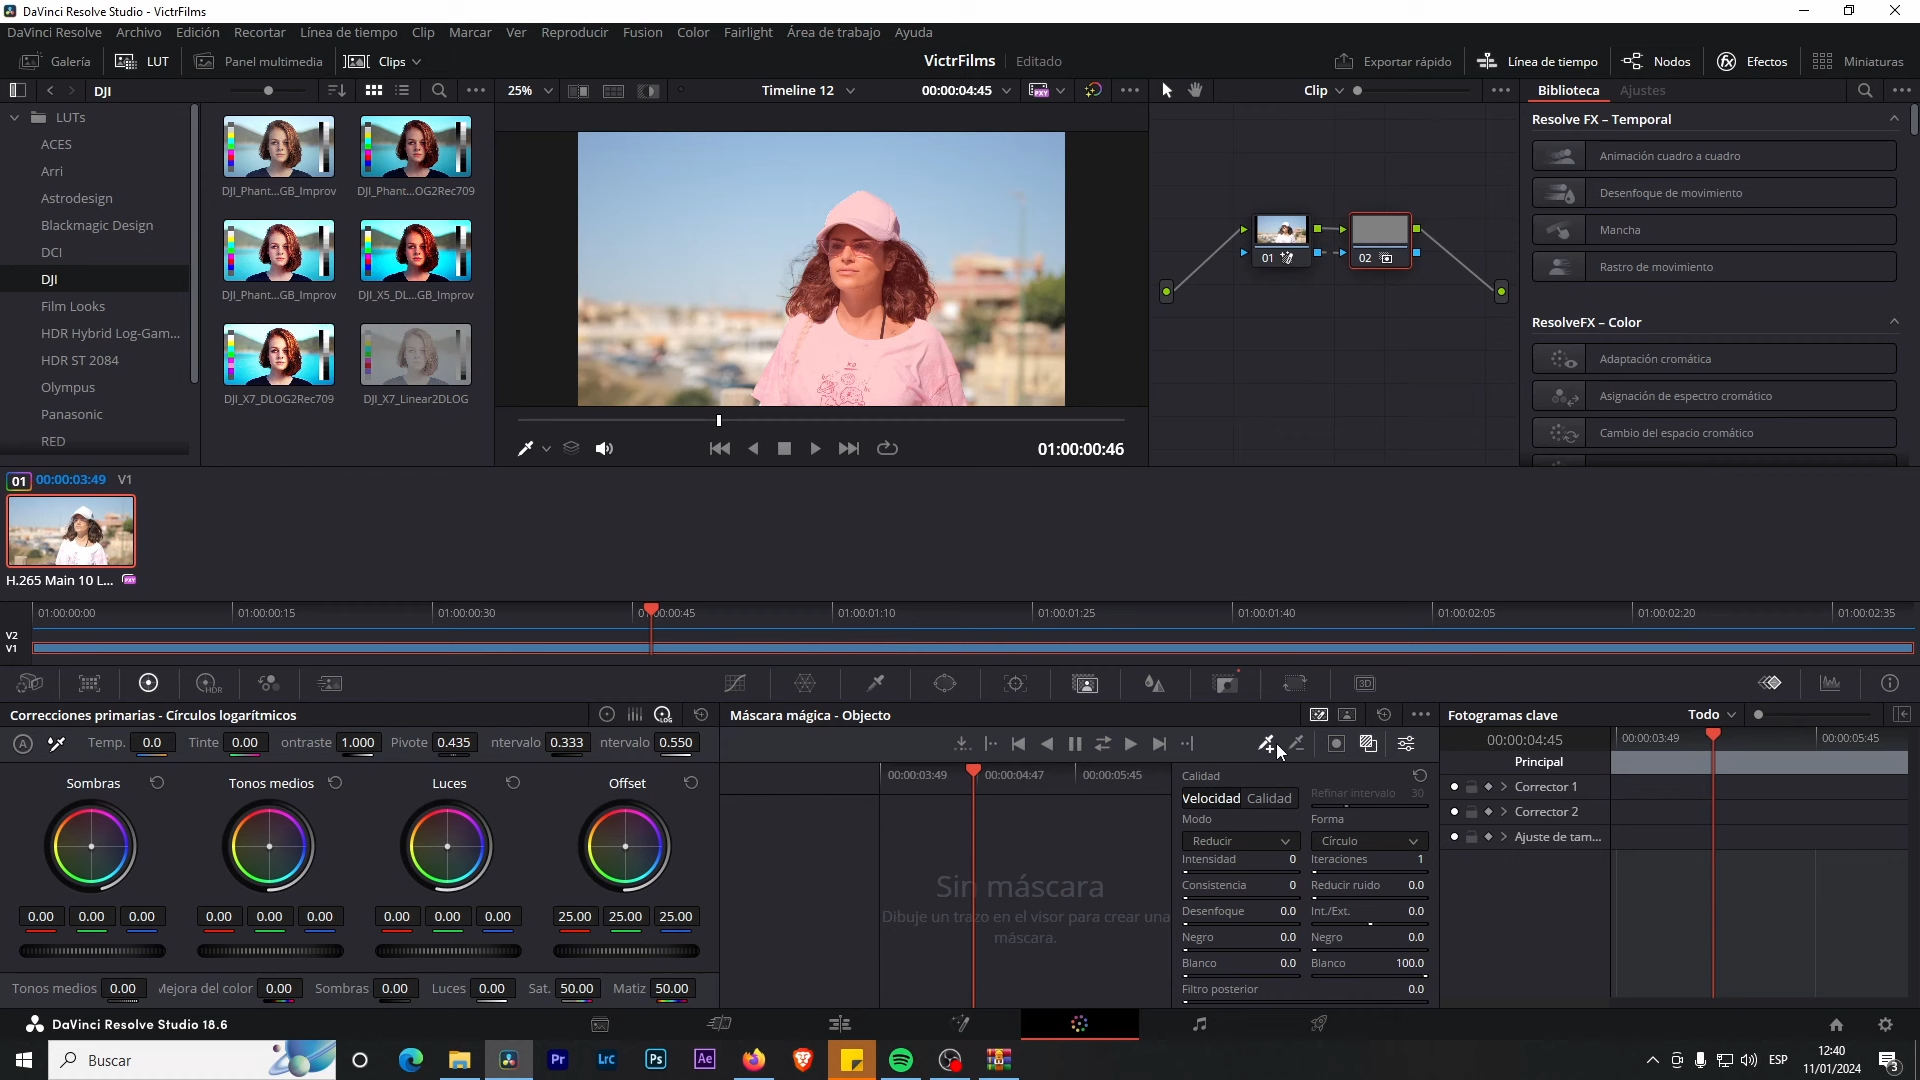 DaVinci Resolve Studio - VictrFilms
DaVinci Resolve Archivo Edición Recortar Línea de tiempo Clip Marcar Ver Reproducir Fusion Color Fairlight Área de trabajo Ayuda
Galería LUT Panel multimedia Clips VictrFilms Editado Exportar rápido Línea de tiempo Nodos Efectos Miniaturas
DJI 25% Timeline 12 00:00:04:45 PXY Clip Biblioteca Ajustes
LUTs
ACES
Arri
Astrodesign
Blackmagic Design
DCI
DJI
Film Looks
HDR Hybrid Log-Gam...
HDR ST 2084
Olympus
Panasonic
RED
DJI_Phant...GB_Improv DJI_Phant...OG2Rec709
DJI_Phant...GB_Improv DJI_X5_DL...GB_Improv
DJI_X7_DLOG2Rec709 DJI_X7_Linear2DLOG
01:00:00:46
01 02
Resolve FX – Temporal
Animación cuadro a cuadro
Desenfoque de movimiento
Mancha
Rastro de movimiento
ResolveFX – Color
Adaptación cromática
Asignación de espectro cromático
Cambio del espacio cromático
01 00:00:03:49 V1
H.265 Main 10 L... PXY
01:00:00:00 01:00:00:15 01:00:00:30 01:00:00:45 01:00:01:10 01:00:01:25 01:00:01:40 01:00:02:05 01:00:02:20 01:00:02:35
V2
V1
HDR 3D
Correcciones primarias - Círculos logarítmicos LOG Máscara mágica - Objecto Fotogramas clave Todo
A Temp. 0.0 Tinte 0.00 ontraste 1.000 Pivote 0.435 ntervalo 0.333 ntervalo 0.550
00:00:04:45 00:00:03:49 00:00:05:45
Principal
Corrector 1
Corrector 2
Ajuste de tam...
Sombras Tonos medios Luces Offset
0.00 0.00 0.00 0.00 0.00 0.00 0.00 0.00 0.00 25.00 25.00 25.00
Tonos medios 0.00 Mejora del color 0.00 Sombras 0.00 Luces 0.00 Sat. 50.00 Matiz 50.00
00:00:03:49 00:00:04:47 00:00:05:45
Sin máscara
Dibuje un trazo en el visor para crear una
máscara.
Calidad
Velocidad Calidad Refinar intervalo 30
Modo Forma
Reducir Círculo
Intensidad 0 Iteraciones 1
Consistencia 0 Reducir ruido 0.0
Desenfoque 0.0 Int./Ext. 0.0
Negro 0.0 Negro 0.0
Blanco 0.0 Blanco 100.0
Filtro posterior 0.0
DaVinci Resolve Studio 18.6
Buscar Pr Lrc Ps Ae ESP 12:40
11/01/2024 3